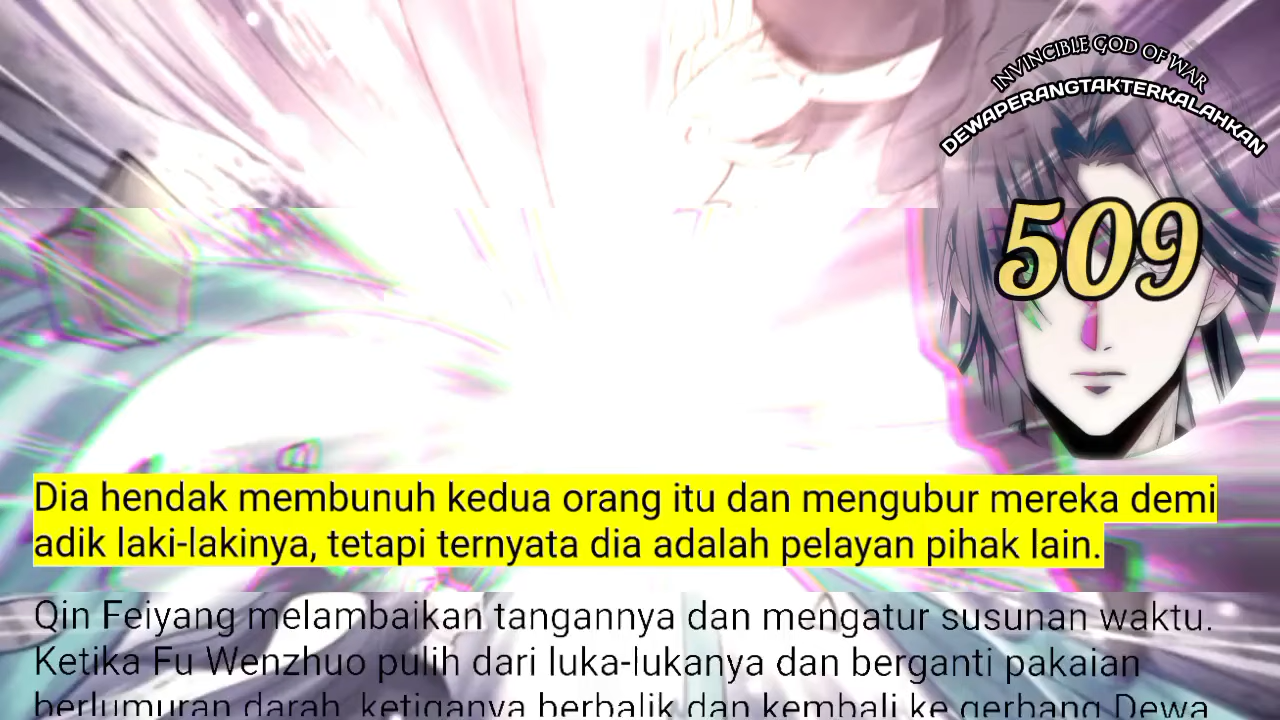 INVINCIBLE GOD OF WAR
DEWAPERANGTAKTERKALAHKAN
509
Dia hendak membunuh kedua orang itu dan mengubur mereka demi
adik laki-lakinya, tetapi ternyata dia adalah pelayan pihak lain.
Qin Feiyang melambaikan tangannya dan mengatur susunan waktu.
Ketika Fu Wenzhuo pulih dari luka-lukanya dan berganti pakaian
berlumuran darah, ketiganya berbalik dan kembali ke gerbang Dewa